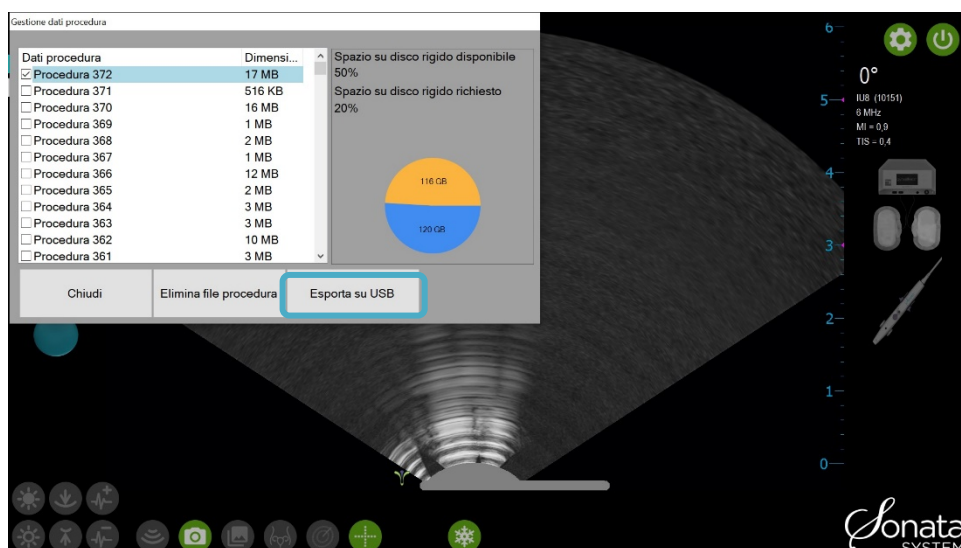 Gestione dati procedura
Dati procedura Dimensi...
Procedura 372 17 MB
Procedura 371 516 KB
Procedura 370 16 MB
Procedura 369 1 MB
Procedura 368 2 MB
Procedura 367 1 MB
Procedura 366 12 MB
Procedura 365 2 MB
Procedura 364 3 MB
Procedura 363 3 MB
Procedura 362 10 MB
Procedura 361 3 MB
Spazio su disco rigido disponibile
50%
Spazio su disco rigido richiesto
20%
116 GB
120 GB
Chiudi Elimina file procedura Esporta su USB
6
5
4
3
2
1
0
0°
IU8 (10151)
6 MHz
MI = 0,9
TIS = 0,4
Sonata
SYSTEM